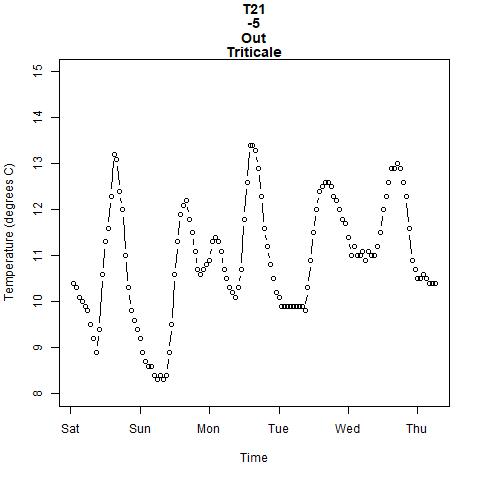 T21
-5
Out
Triticale
Temperature (degrees C)
15
14
13
12
11
10
9
8
Sat Sun Mon Tue Wed Thu
Time